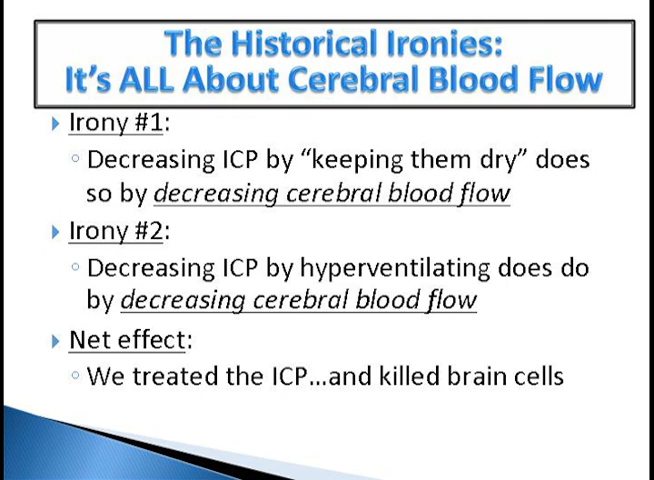 The Historical Ironies:
It's ALL About Cerebral Blood Flow
Irony #1:
Decreasing ICP by “keeping them dry” does
so by decreasing cerebral blood flow
Irony #2:
Decreasing ICP by hyperventilating does do
by decreasing cerebral blood flow
Net effect:
We treated the ICP...and killed brain cells